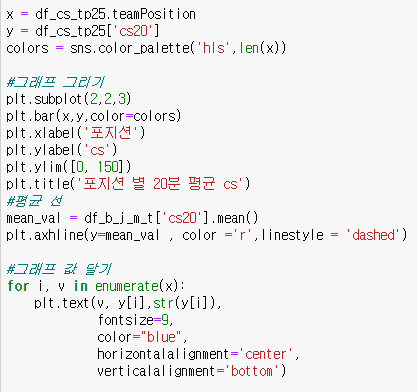 x = df_cs_tp25.teamPosition
y = df_cs_tp25['cs20']
colors = sns.color_palette('hls',len(x))
#그래프 그리기
plt.subplot(2,2,3)
plt.bar(x,y,color=colors)
plt.xlabel('포지션')
plt.ylabel('cs')
plt.ylim([0, 150])
plt.title('포지션 별 20분 평균 cs')
#평균 선
mean_val = df_b_j_m_t['cs20'].mean()
plt.axhline(y=mean_val , color ='r',linestyle = 'dashed')
#그래프 값 달기
for i, v in enumerate(x):
    plt.text(v, y[i],str(y[i]),
             fontsize=9,
             color="blue",
             horizontalalignment='center',
             verticalalignment='bottom')